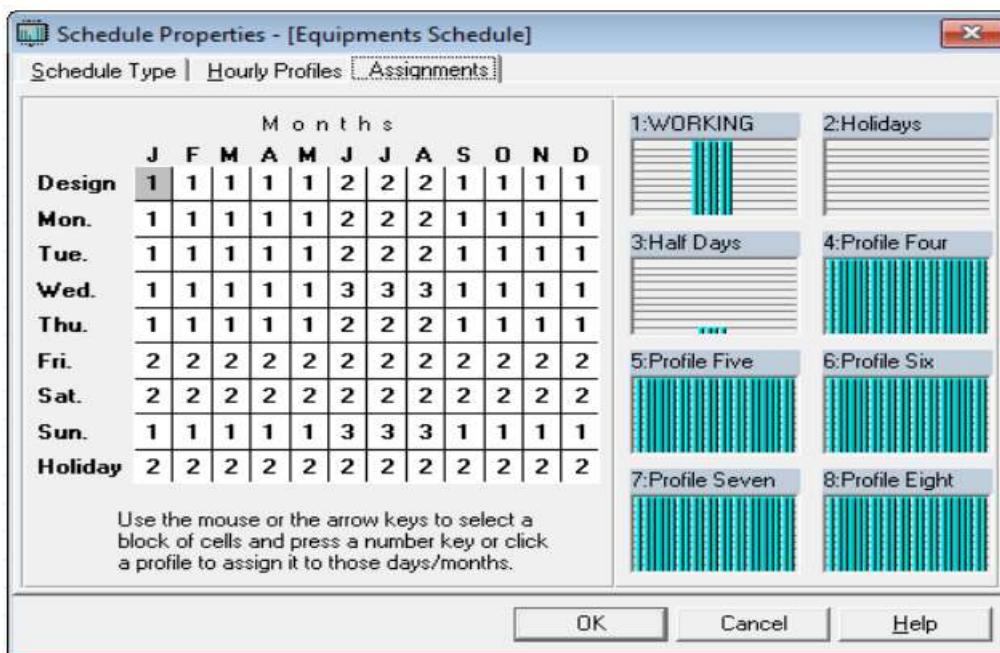 Schedule Properties - [Equipments Schedule]
Schedule Type Hourly Profiles Assignments
Months
J F M A M J J A S O N D
Design 1 1 1 1 1 2 2 2 1 1 1 1
Mon. 1 1 1 1 1 2 2 2 1 1 1 1
Tue. 1 1 1 1 1 2 2 2 1 1 1 1
Wed. 1 1 1 1 1 3 3 3 1 1 1 1
Thu. 1 1 1 1 1 2 2 2 1 1 1 1
Fri. 2 2 2 2 2 2 2 2 2 2 2 2
Sat. 2 2 2 2 2 2 2 2 2 2 2 2
Sun. 1 1 1 1 1 3 3 3 1 1 1 1
Holiday 2 2 2 2 2 2 2 2 2 2 2 2
Use the mouse or the arrow keys to select a
block of cells and press a number key or click
a profile to assign it to those days/months.
1:WORKING 2:Holidays
3:Half Days 4:Profile Four
5:Profile Five 6:Profile Six
7:Profile Seven 8:Profile Eight
OK Cancel Help